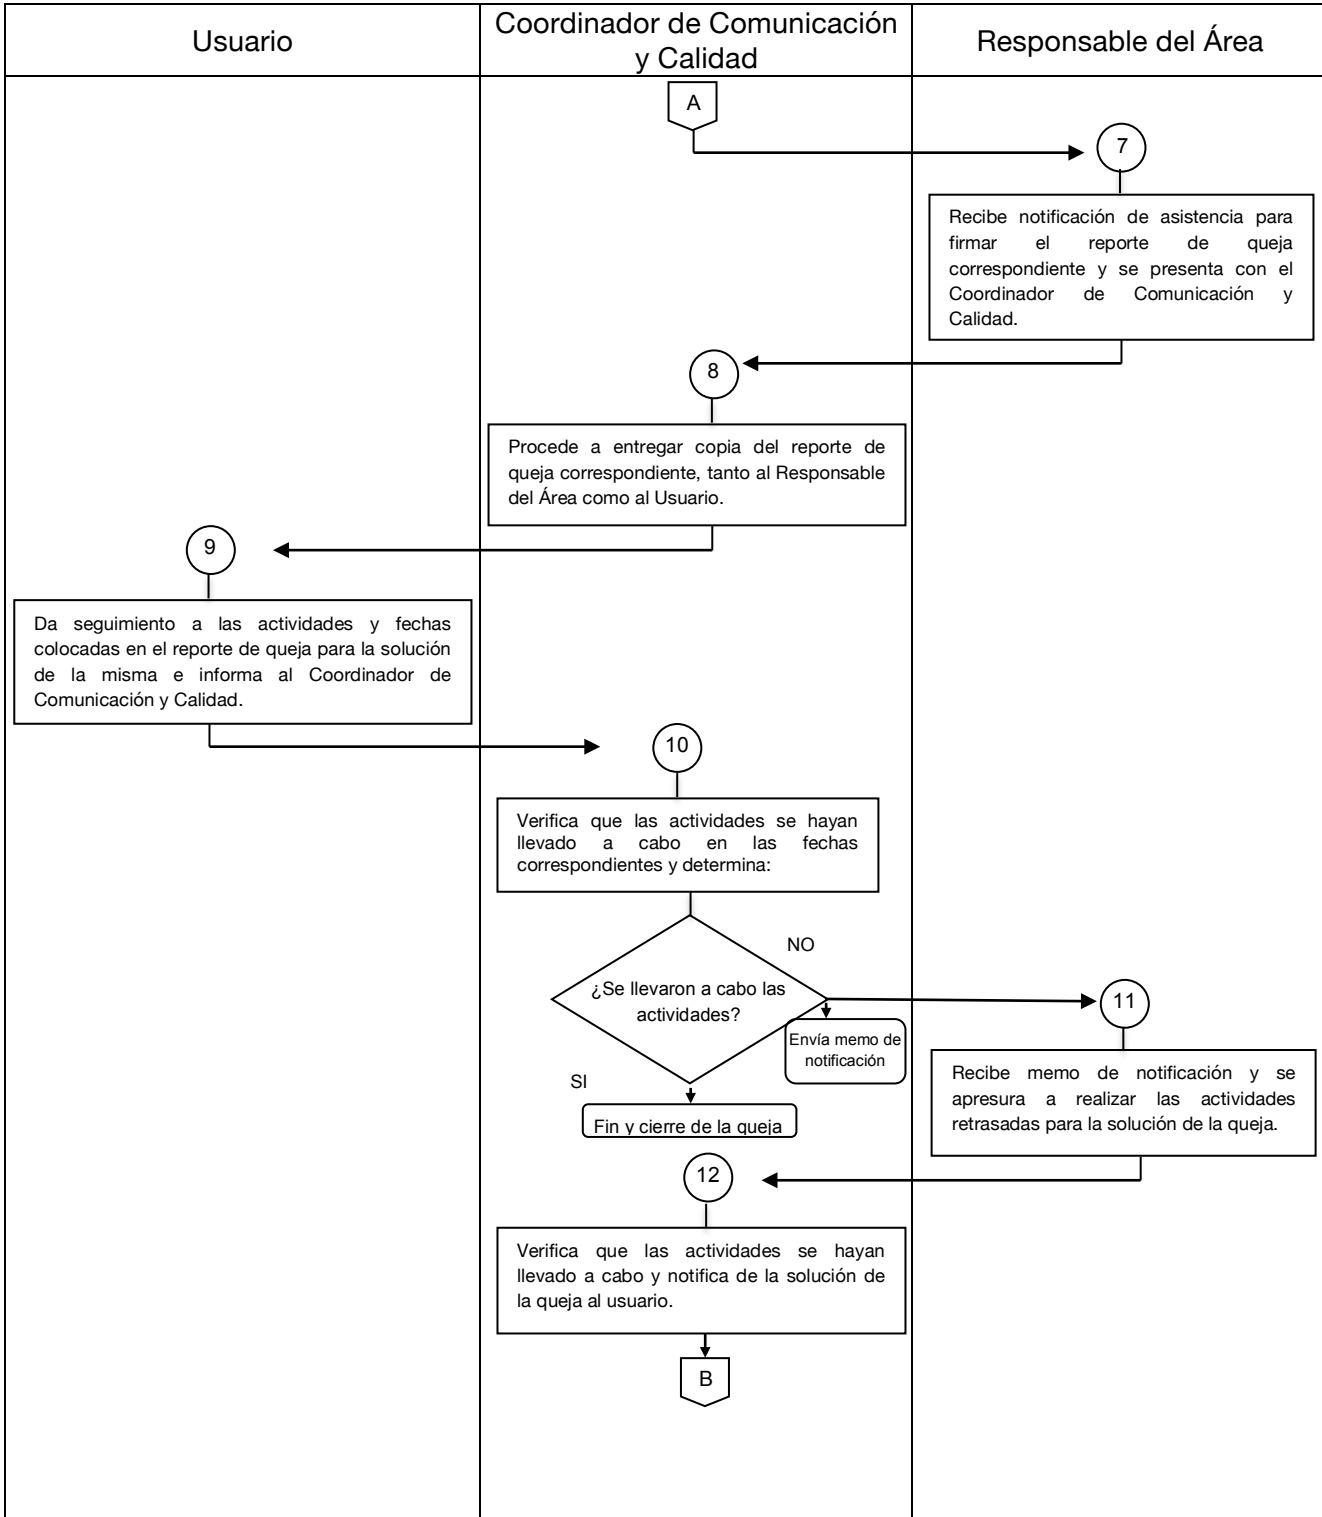 Usuario
Coordinador de Comunicación
y Calidad
Responsable del Área
A
7
Recibe notificación de asistencia para
firmar el reporte de queja
correspondiente y se presenta con el
Coordinador de Comunicación y
Calidad.
8
Procede a entregar copia del reporte de
queja correspondiente, tanto al Responsable
del Área como al Usuario.
9
Da seguimiento a las actividades y fechas
colocadas en el reporte de queja para la solución
de la misma e informa al Coordinador de
Comunicación y Calidad.
10
Verifica que las actividades se hayan
llevado a cabo en las fechas
correspondientes y determina:
NO
¿Se llevaron a cabo las
actividades?
Envía memo de
notificación
SI
Fin y cierre de la queja
11
Recibe memo de notificación y se
apresura a realizar las actividades
retrasadas para la solución de la queja.
12
Verifica que las actividades se hayan
llevado a cabo y notifica de la solución de
la queja al usuario.
B